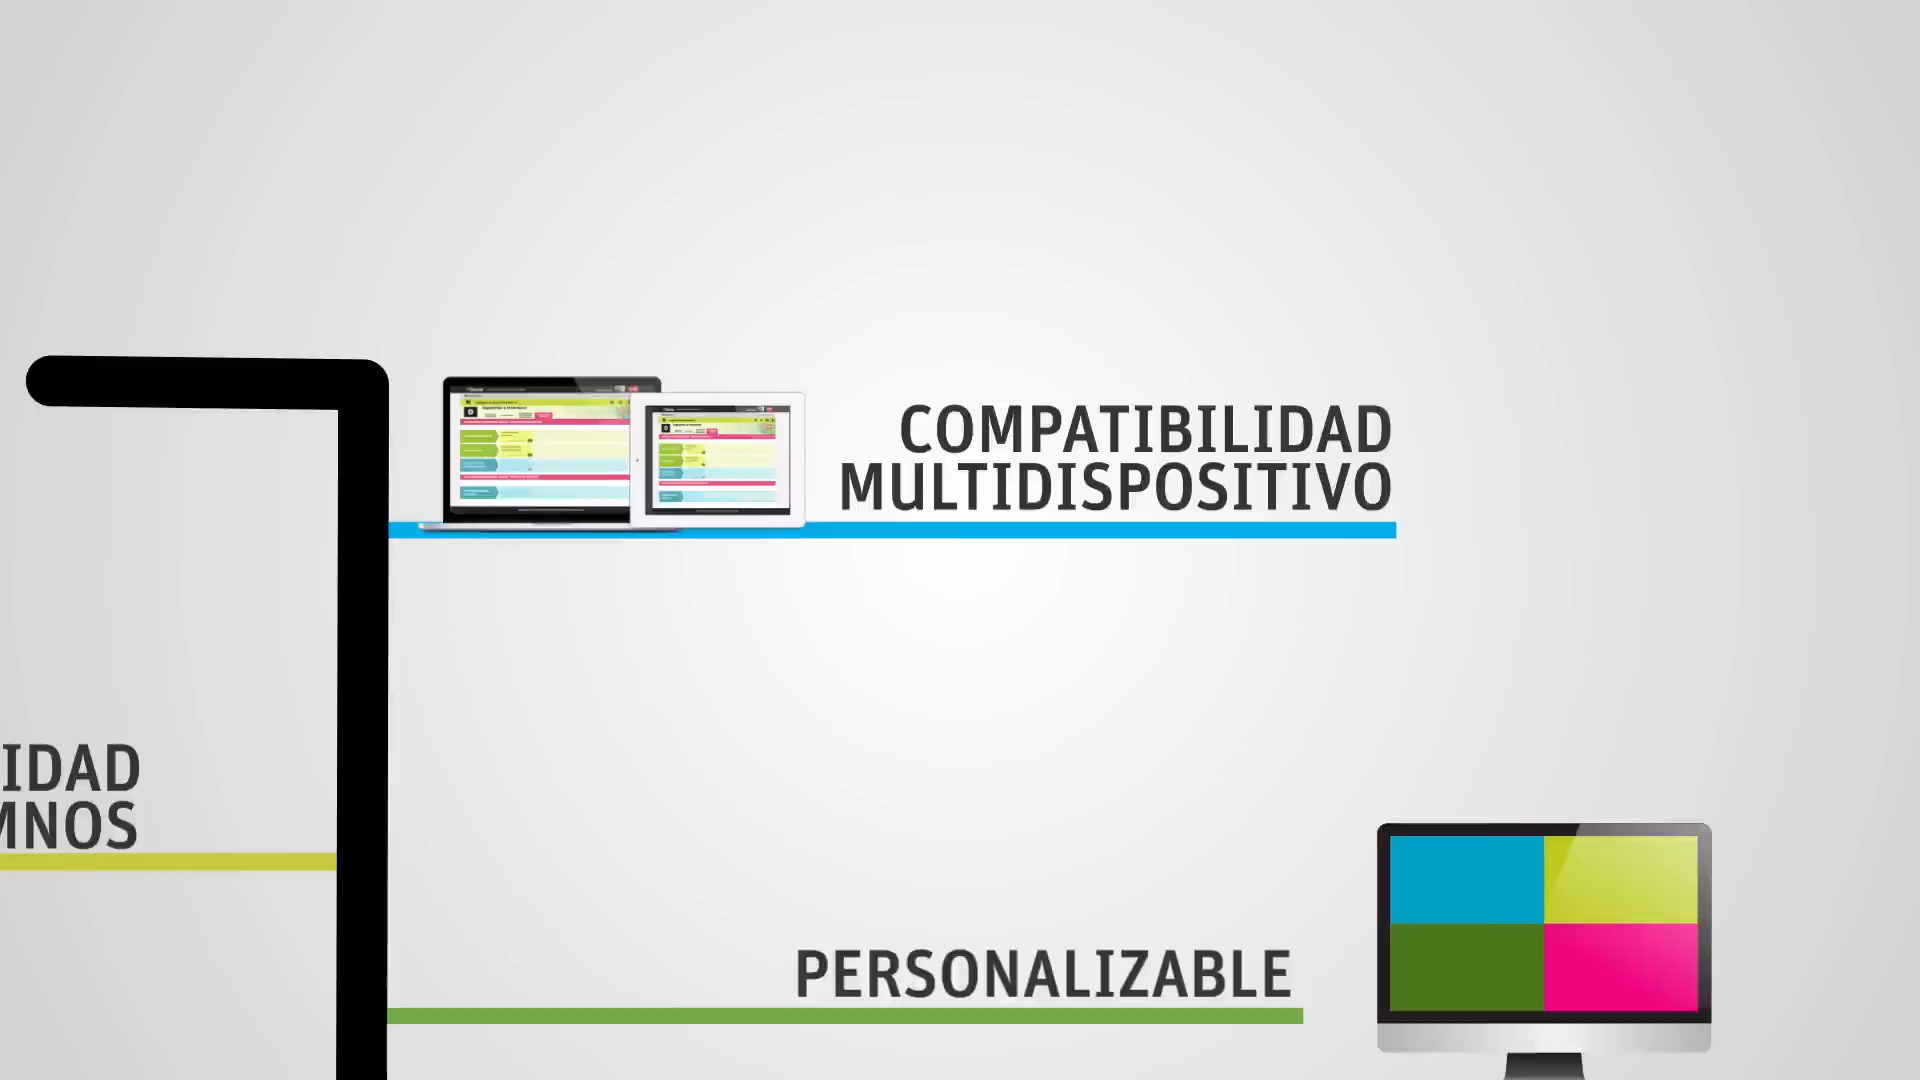 COMPATIBILIDAD
MULTIDISPOSITIVO
IDAD
MNOS
PERSONALIZABLE